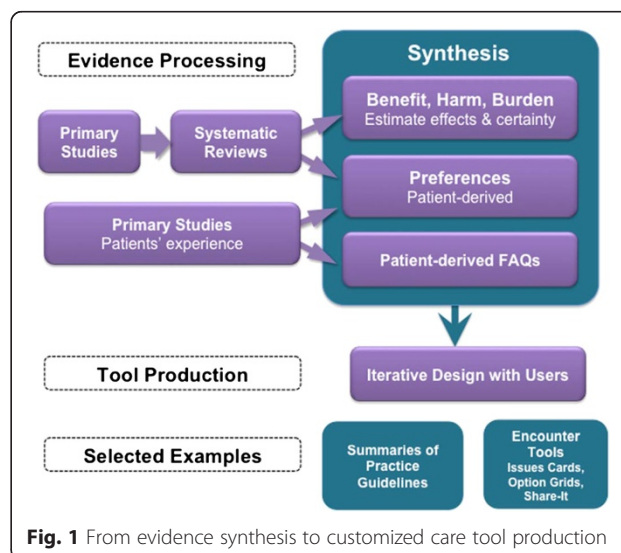 Evidence Processing
Synthesis
Benefit, Harm, Burden
Estimate effects & certainty
Primary
Studies
Systematic
Reviews
Preferences
Patient-derived
Primary Studies
Patients' experience
Patient-derived FAQs
Tool Production
Iterative Design with Users
Selected Examples
Summaries of
Practice
Guidelines
Encounter
Tools
Issues Cards,
Option Grids,
Share-It
Fig. 1 From evidence synthesis to customized care tool production